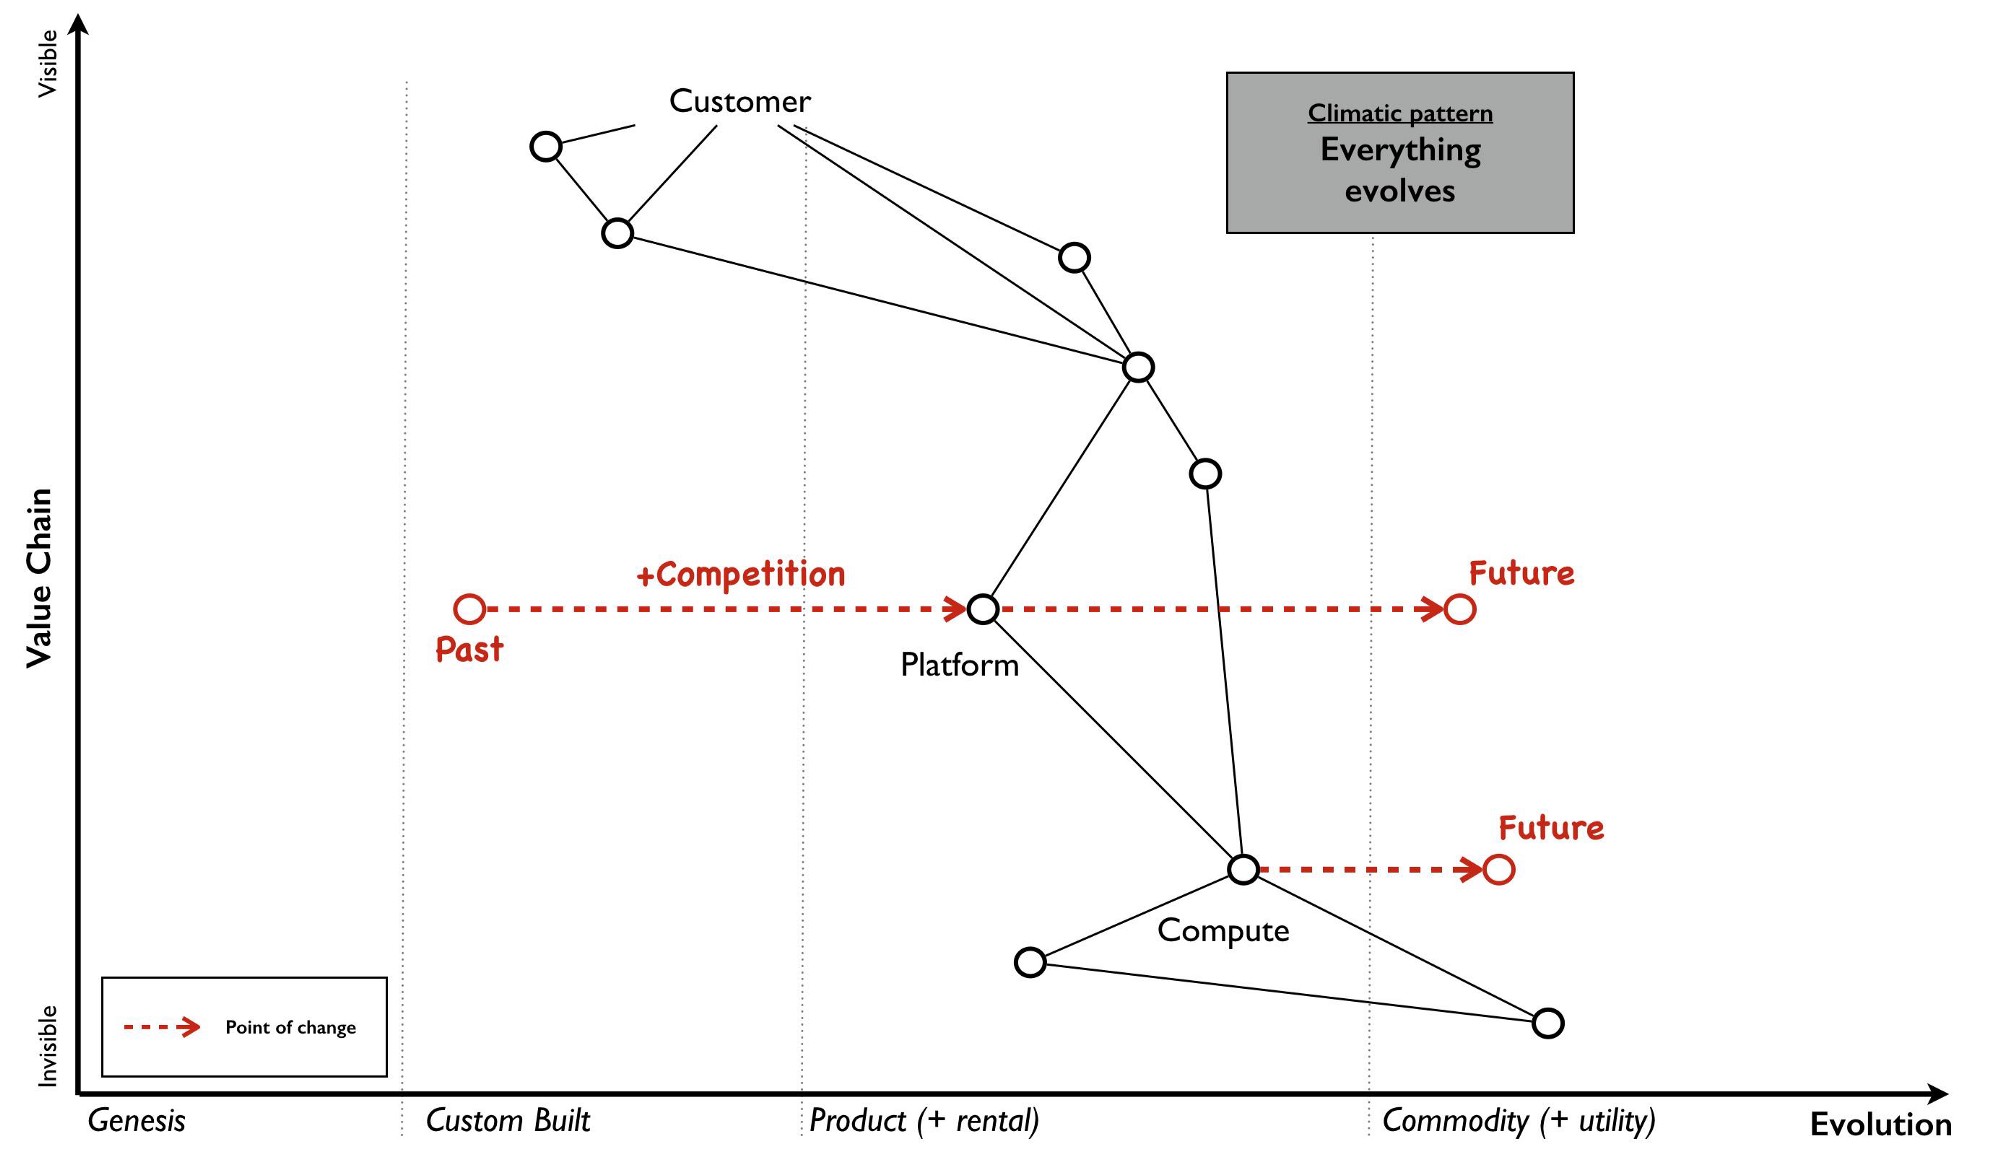 Visible
Customer
Climatic pattern
Everything
evolves
Value Chain
+Competition
Future
Past
Platform
Future
Compute
Invisible
Point of change
Genesis
Custom Built
Product (+ rental)
Commodity (+ utility)
Evolution